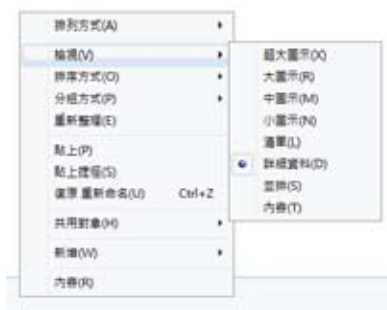 排列方式(A)
檢視(V)
排序方式(O)
分組方式(P)
重新整理(E)
貼上(P)
貼上捷徑(S)
復原 重新命名(U) Ctrl+Z
共用對象(H)
新增(W)
內容(R)
超大圖示(X)
大圖示(R)
中圖示(M)
小圖示(N)
清單(L)
詳細資料(D)
並排(S)
內容(T)